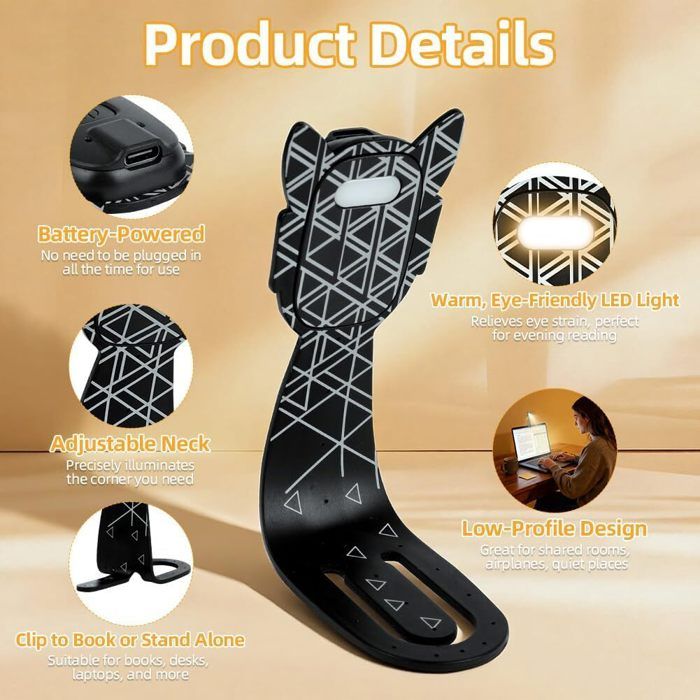 Product Details
Battery-Powered
No need to be plugged in
all the time for use
Warm, Eye-Friendly LED Light
Relieves eye strain, perfect
for evening reading
Adjustable Neck
Precisely illuminates
the corner you need
Low-Profile Design
Great for shared rooms,
airplanes, quiet places
Clip to Book or Stand Alone
Suitable for books, desks,
laptops, and more